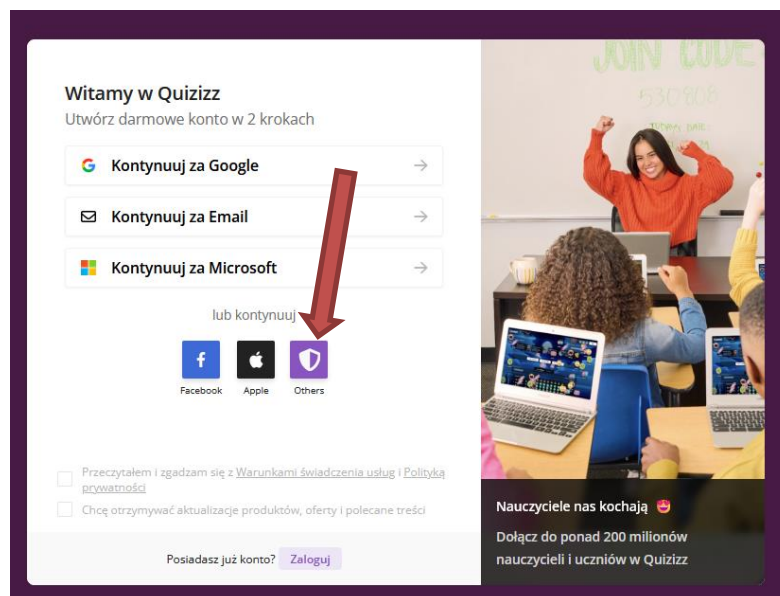 Witamy w Quizizz
Utwórz darmowe konto w 2 krokach
Kontynuuj za Google
Kontynuuj za Email
Kontynuuj za Microsoft
lub kontynuuj
Facebook Apple Others
Przeczytałem i zgadzam się z Warunkami świadczenia usług i Polityką
prywatności
Chcę otrzymywać aktualizacje produktów, oferty i polecane treści
Posiadasz już konto? Zaloguj
JOIN CODE
530808
Nauczyciele nas kochają
Dołącz do ponad 200 milionów
nauczycieli i uczniów w Quizizz